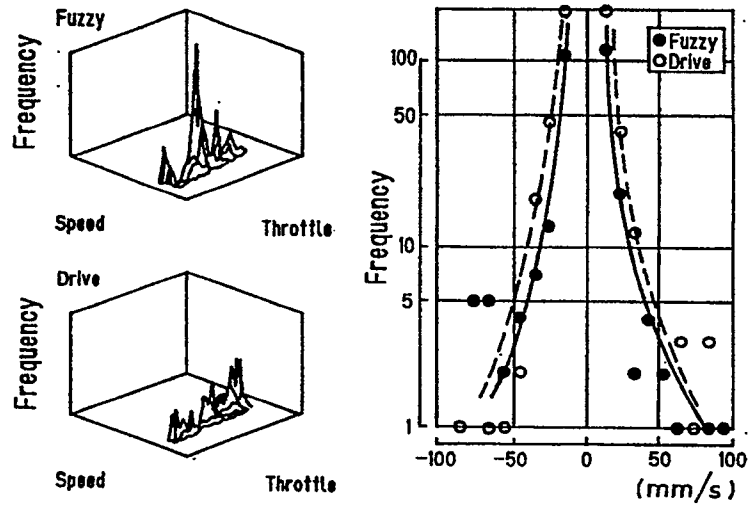 Fuzzy
Frequency
Speed
Throttle
Drive
Frequency
Speed
Throttle
Fuzzy
Drive
Frequency
100
50
10
5
1
-100 -50 0 50 100
(mm/s)